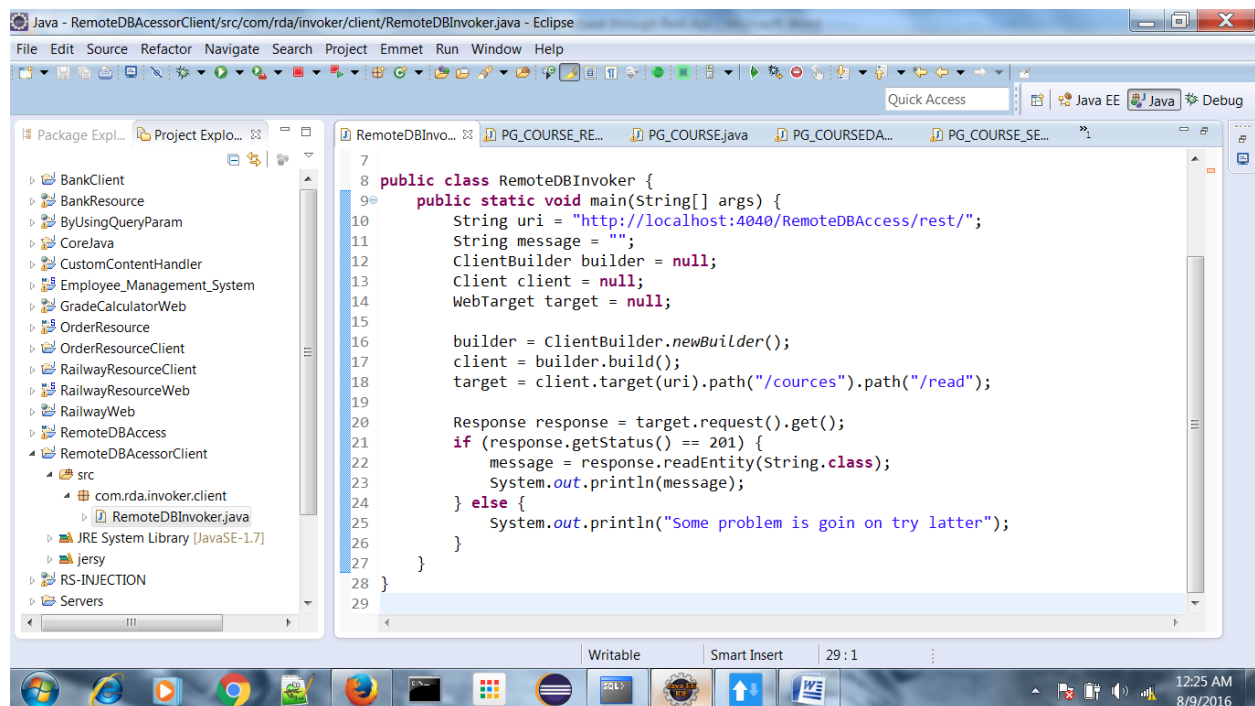 Java - RemoteDBAcessorClient/src/com/rda/invoker/client/RemoteDBInvoker.java - Eclipse
File Edit Source Refactor Navigate Search Project Emmet Run Window Help
Quick Access
Java EE
Java
Debug
Package Expl...
Project Explo...
RemoteDBInvo...
PG_COURSE_RE...
PG_COURSE.java
PG_COURSEDA...
PG_COURSE_SE...
»1
BankClient
BankResource
ByUsingQueryParam
CoreJava
CustomContentHandler
Employee_Management_System
GradeCalculatorWeb
OrderResource
OrderResourceClient
RailwayResourceClient
RailwayResourceWeb
RailwayWeb
RemoteDBAccess
RemoteDBAcessorClient
src
com.rda.invoker.client
RemoteDBInvoker.java
JRE System Library [JavaSE-1.7]
jersy
RS-INJECTION
Servers
7
8 public class RemoteDBInvoker {
9 public static void main(String[] args) {
10 String uri = "http://localhost:4040/RemoteDBAccess/rest/";
11 String message = "";
12 ClientBuilder builder = null;
13 Client client = null;
14 WebTarget target = null;
15
16 builder = ClientBuilder.newBuilder();
17 client = builder.build();
18 target = client.target(uri).path("/cources").path("/read");
19
20 Response response = target.request().get();
21 if (response.getStatus() == 201) {
22 message = response.readEntity(String.class);
23 System.out.println(message);
24 } else {
25 System.out.println("Some problem is goin on try latter");
26 }
27 }
28 }
29
Writable
Smart Insert
29 : 1
SQL>
12:25 AM
8/9/2016